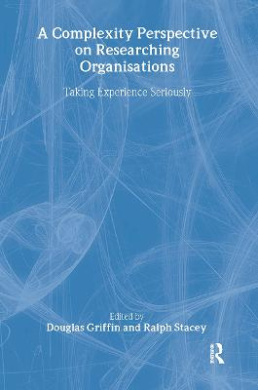 A Complexity Perspective
on Researching
Organisations
Taking Experience Seriously
Edited by
Douglas Griffin and Ralph Stacey
R